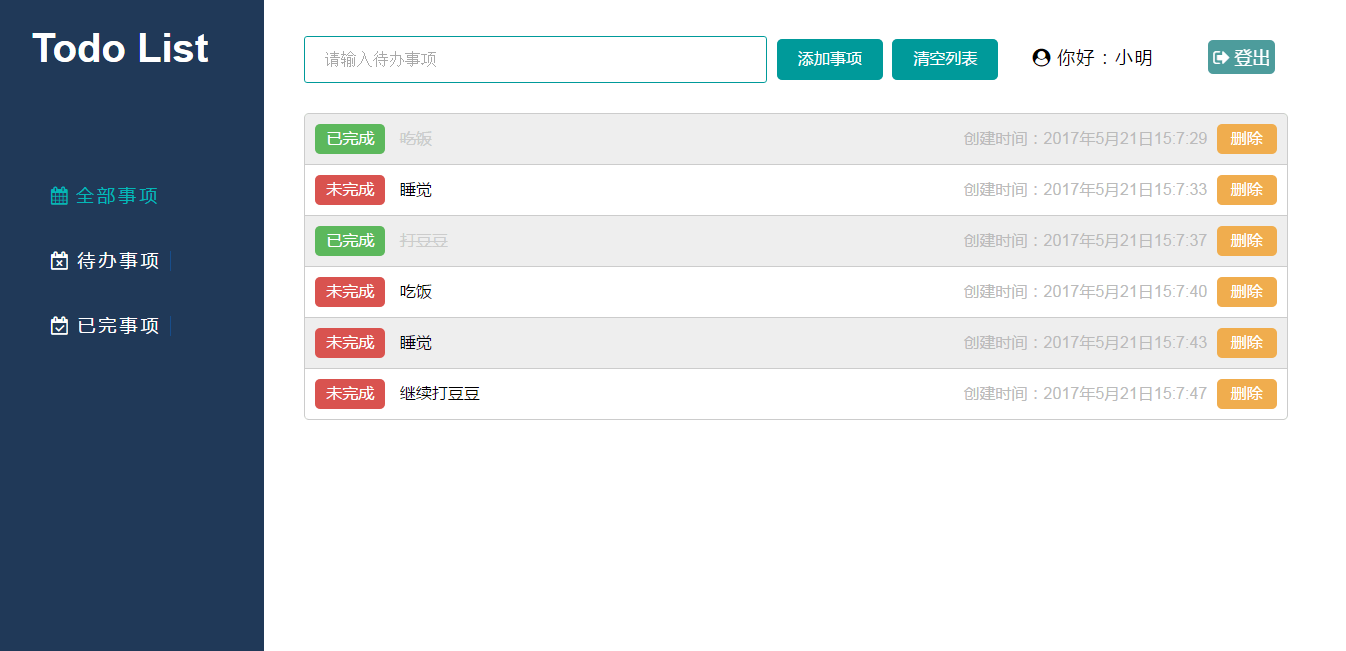 Todo List
全部事项
待办事项
已完事项
请输入待办事项 添加事项 清空列表 你好：小明 登出
已完成 吃饭 创建时间：2017年5月21日15:7:29 删除
未完成 睡觉 创建时间：2017年5月21日15:7:33 删除
已完成 打豆豆 创建时间：2017年5月21日15:7:37 删除
未完成 吃饭 创建时间：2017年5月21日15:7:40 删除
未完成 睡觉 创建时间：2017年5月21日15:7:43 删除
未完成 继续打豆豆 创建时间：2017年5月21日15:7:47 删除